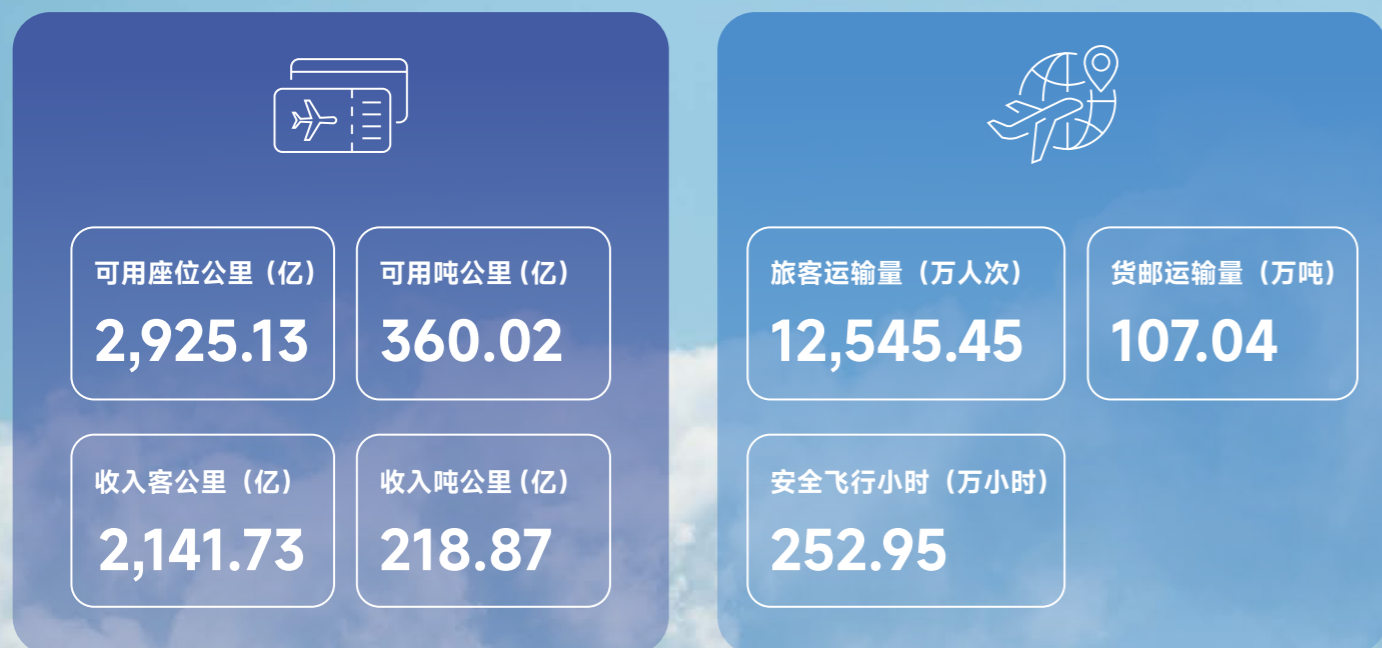 可用座位公里（亿）
2,925.13
可用吨公里（亿）
360.02
收入客公里（亿）
2,141.73
收入吨公里（亿）
218.87
旅客运输量（万人次）
12,545.45
货邮运输量（万吨）
107.04
安全飞行小时（万小时）
252.95